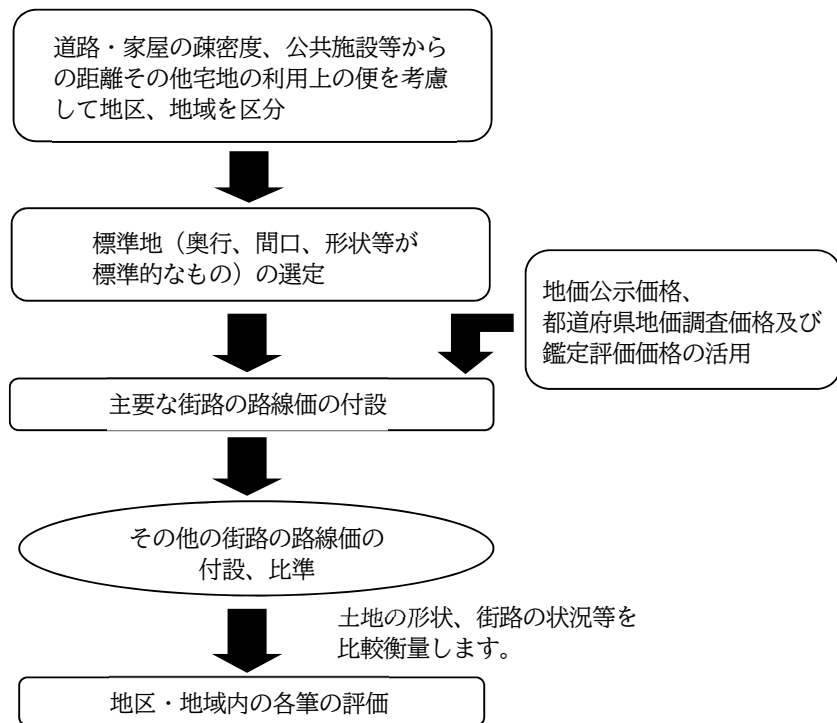 道路・家屋の疎密度、公共施設等から
の距離その他宅地の利用上の便を考慮
して地区、地域を区分
標準地（奥行、間口、形状等が
標準的なもの）の選定
地価公示価格、
都道府県地価調査価格及び
鑑定評価価格の活用
主要な街路の路線価の付設
その他の街路の路線価の
付設、比準
土地の形状、街路の状況等を
比較衡量します。
地区・地域内の各筆の評価